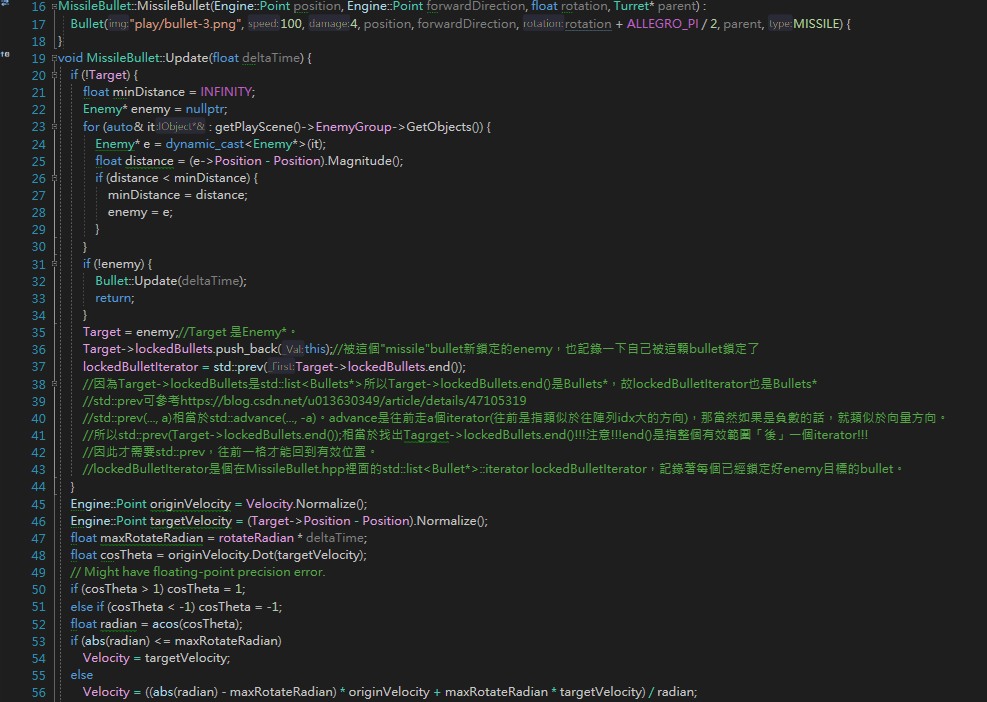 16 MissileBullet::MissileBullet(Engine::Point position, Engine::Point forwardDirection, float rotation, Turret* parent) :
17 Bullet(img:"play/bullet-3.png", speed:100, damage:4, position, forwardDirection, rotation:rotation + ALLEGRO_PI / 2, parent, type:MISSILE) {
18 }
19 void MissileBullet::Update(float deltaTime) {
20 if (!Target) {
21 float minDistance = INFINITY;
22 Enemy* enemy = nullptr;
23 for (auto& it:IObject*& : getPlayScene()->EnemyGroup->GetObjects()) {
24 Enemy* e = dynamic_cast<Enemy*>(it);
25 float distance = (e->Position - Position).Magnitude();
26 if (distance < minDistance) {
27 minDistance = distance;
28 enemy = e;
29 }
30 }
31 if (!enemy) {
32 Bullet::Update(deltaTime);
33 return;
34 }
35 Target = enemy;//Target 是Enemy*。
36 Target->lockedBullets.push_back(_Val:this);//被這個"missile"bullet新鎖定的enemy，也記錄一下自己被這顆bullet鎖定了
37 lockedBulletIterator = std::prev(_First:Target->lockedBullets.end());
38 //因為Target->lockedBullets是std::list<Bullets*>所以Target->lockedBullets.end()是Bullets*，故lockedBulletIterator也是Bullets*
39 //std::prev可參考https://blog.csdn.net/u013630349/article/details/47105319
40 //std::prev(..., a)相當於std::advance(..., -a)。advance是往前走a個iterator(往前是指類似於往陣列idx大的方向)，那當然如果是負數的話，就類似於向量方向。
41 //所以std::prev(Target->lockedBullets.end());相當於找出Tagrget->lockedBullets.end()!!!注意!!!end()是指整個有效範圍「後」一個iterator!!!
42 //因此才需要std::prev，往前一格才能回到有效位置。
43 //lockedBulletIterator是個在MissileBullet.hpp裡面的std::list<Bullet*>::iterator lockedBulletIterator，記錄著每個已經鎖定好enemy目標的bullet。
44 }
45 Engine::Point originVelocity = Velocity.Normalize();
46 Engine::Point targetVelocity = (Target->Position - Position).Normalize();
47 float maxRotateRadian = rotateRadian * deltaTime;
48 float cosTheta = originVelocity.Dot(targetVelocity);
49 // Might have floating-point precision error.
50 if (cosTheta > 1) cosTheta = 1;
51 else if (cosTheta < -1) cosTheta = -1;
52 float radian = acos(cosTheta);
53 if (abs(radian) <= maxRotateRadian)
54 Velocity = targetVelocity;
55 else
56 Velocity = ((abs(radian) - maxRotateRadian) * originVelocity + maxRotateRadian * targetVelocity) / radian;